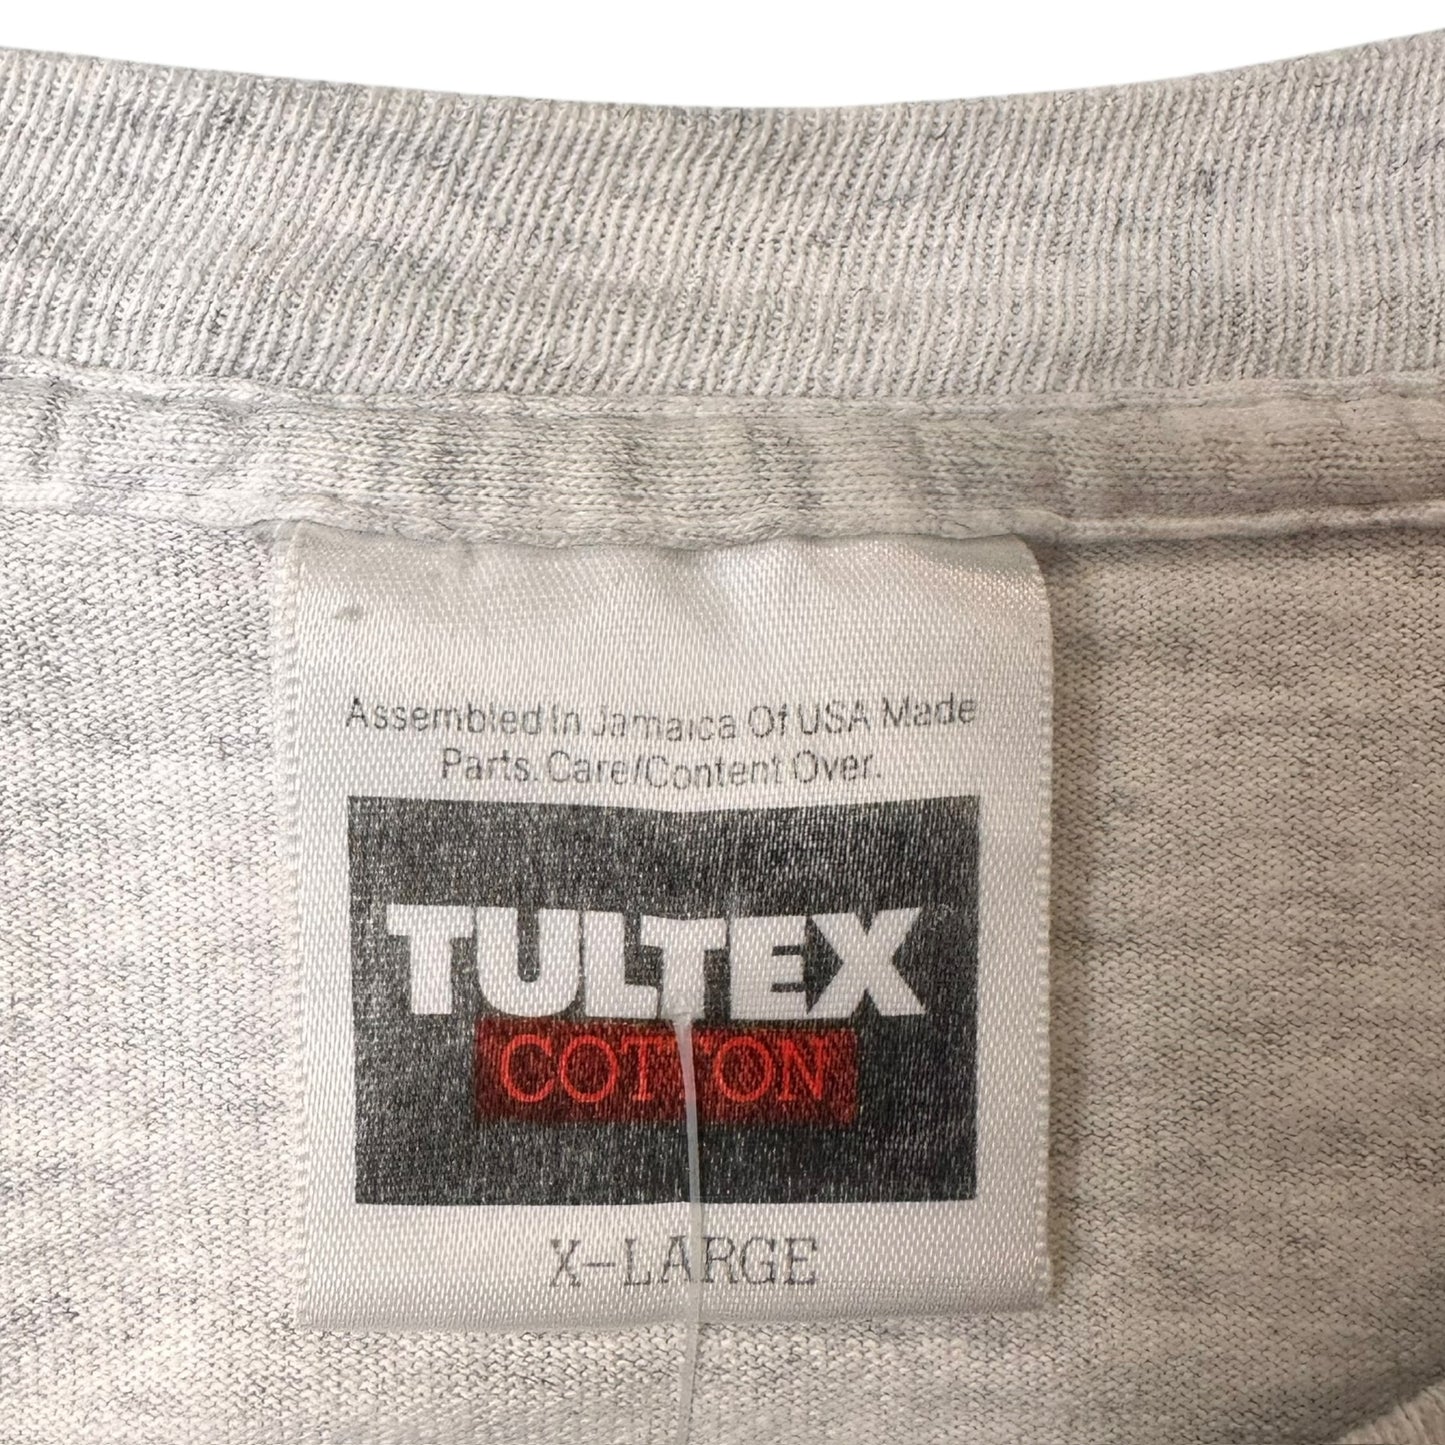 Assembled In Jamaica Of USA Made
Parts. Care/Content Over.
TULTEX
COTTON
X-LARGE